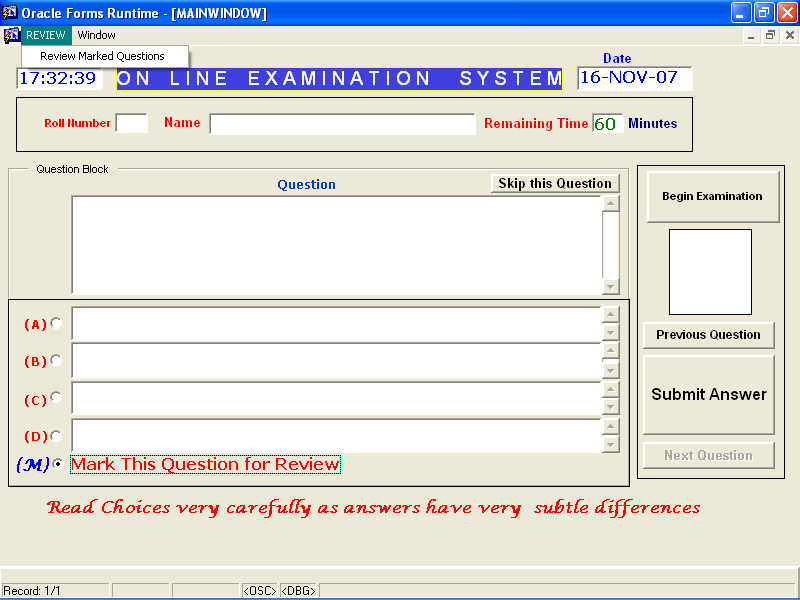 Oracle Forms Runtime - [MAINWINDOW]
REVIEW Window
Review Marked Questions
Date
17:32:39 ON LINE EXAMINATION SYSTEM 16-NOV-07
Roll Number Name Remaining Time 60 Minutes
Question Block
Question Skip this Question
Begin Examination
(A)
Previous Question
(B)
Submit Answer
(C)
(D)
Next Question
(M) Mark This Question for Review
Read Choices very carefully as answers have very subtle differences
Record: 1/1 <OSC> <DBG>